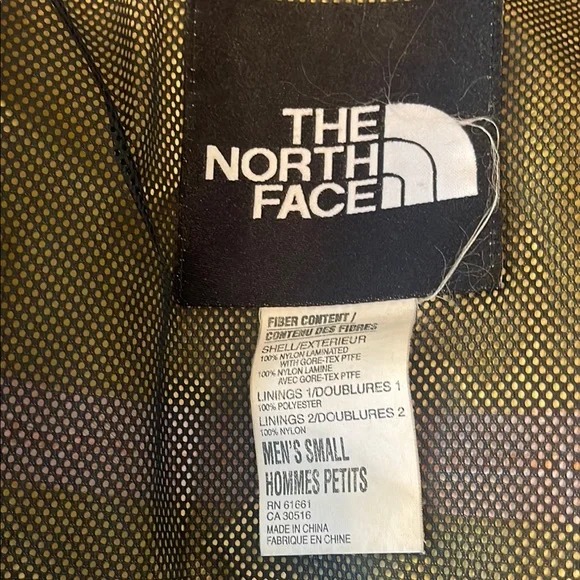 THE
NORTH
FACE
FIBER CONTENT/
CONTENU DES FIBRES
SHELL/EXTERIEUR
100% NYLON LAMINATED
WITH GORE-TEX PTFE
100% NYLON LAMINE
AVEC GORE-TEX PTFE
LININGS 1/DOUBLURES 1
100% POLYESTER
LININGS 2/DOUBLURES 2
100% NYLON
MEN'S SMALL
HOMMES PETITS
RN 61661
CA 30516
MADE IN CHINA
FABRIQUE EN CHINE